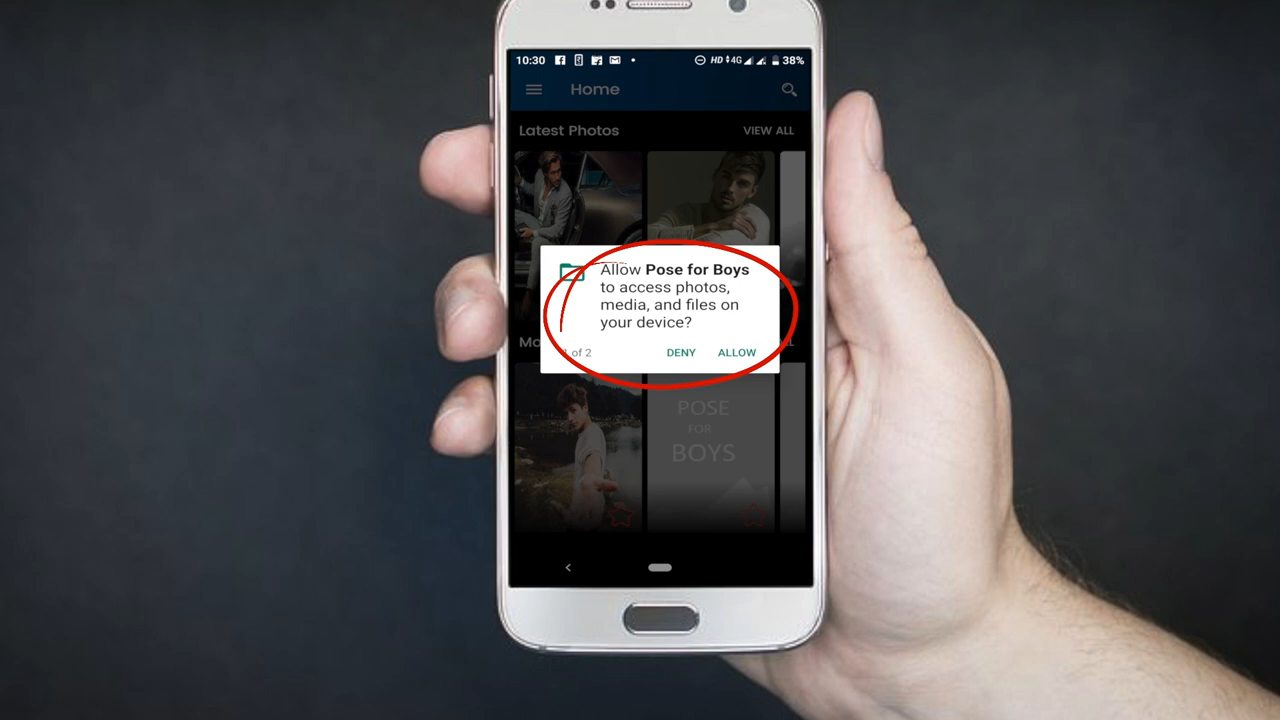 10:30 HD 4G 38%
Home
Latest Photos VIEW ALL
Allow Pose for Boys
to access photos,
media, and files on
your device?
of 2 DENY ALLOW
POSE
FOR
BOYS